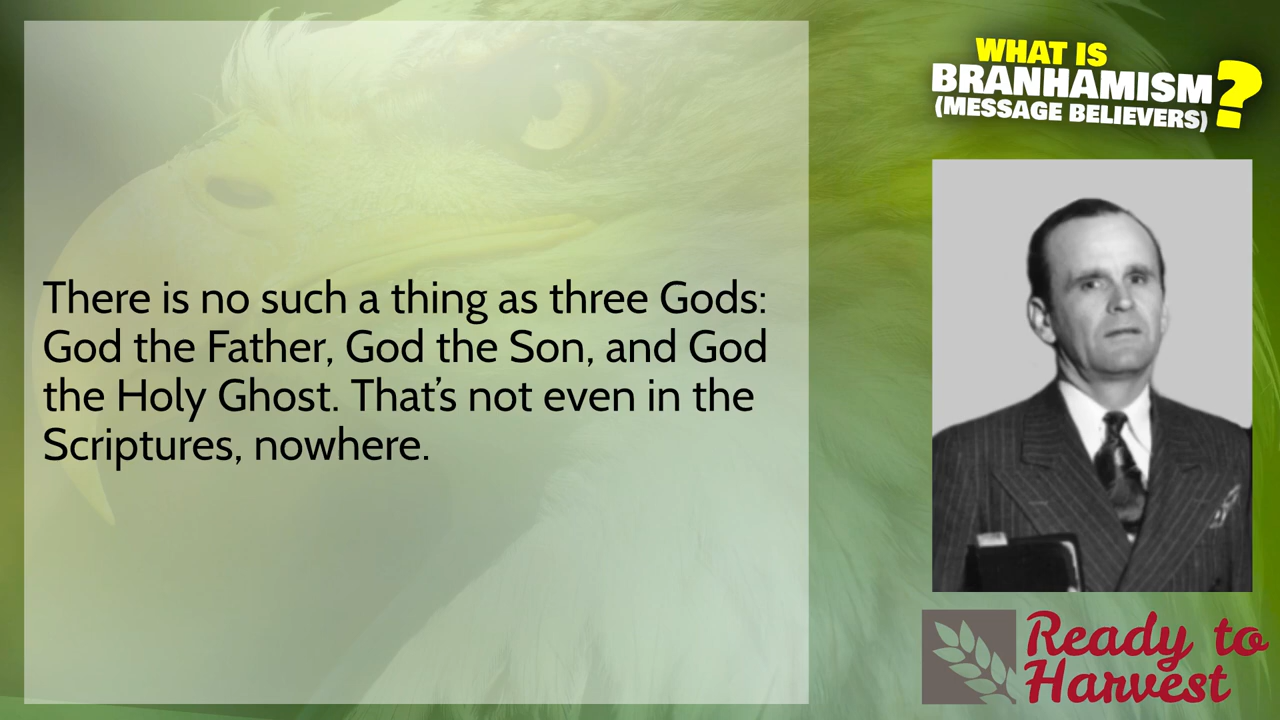 There is no such a thing as three Gods:
God the Father, God the Son, and God
the Holy Ghost. That's not even in the
Scriptures, nowhere.
WHAT IS
BRANHAMISM
(MESSAGE BELIEVERS)?
Ready to
Harvest